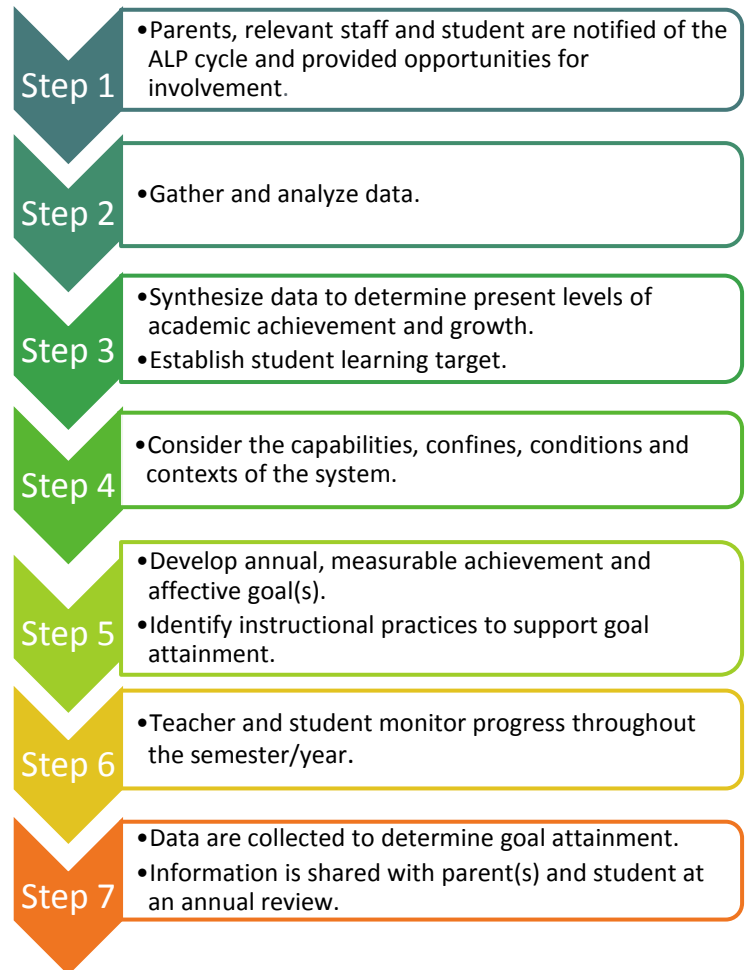 Step 1
•Parents, relevant staff and student are notified of the
ALP cycle and provided opportunities for
involvement.
Step 2
•Gather and analyze data.
Step 3
•Synthesize data to determine present levels of
academic achievement and growth.
•Establish student learning target.
Step 4
•Consider the capabilities, confines, conditions and
contexts of the system.
Step 5
•Develop annual, measurable achievement and
affective goal(s).
•Identify instructional practices to support goal
attainment.
Step 6
•Teacher and student monitor progress throughout
the semester/year.
Step 7
•Data are collected to determine goal attainment.
•Information is shared with parent(s) and student at
an annual review.